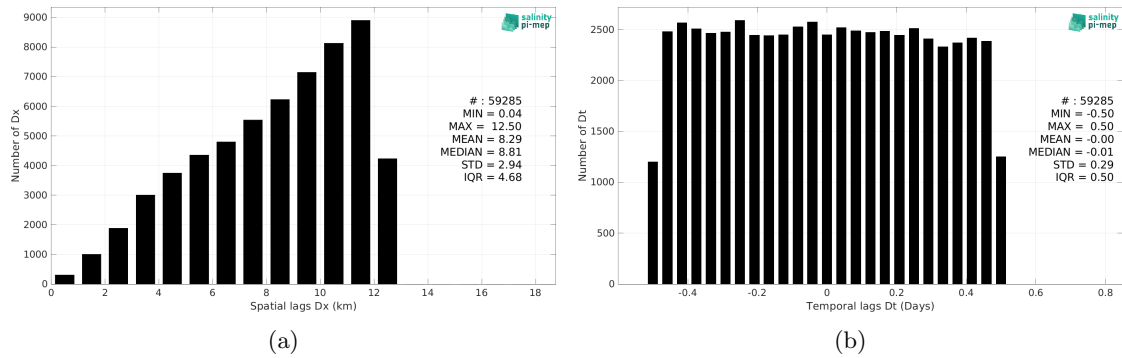 9000
8000
7000
6000
5000
4000
3000
2000
1000
0
Number of Dx
salinity
pi-mep
# : 59285
MIN = 0.04
MAX = 12.50
MEAN = 8.29
MEDIAN = 8.81
STD = 2.94
IQR = 4.68
0 2 4 6 8 10 12 14 16 18
Spatial lags Dx (km)
(a)
2500
2000
1500
1000
500
0
Number of Dt
salinity
pi-mep
# : 59285
MIN = -0.50
MAX = 0.50
MEAN = -0.00
MEDIAN = -0.01
STD = 0.29
IQR = 0.50
-0.4 -0.2 0 0.2 0.4 0.6 0.8
Temporal lags Dt (Days)
(b)